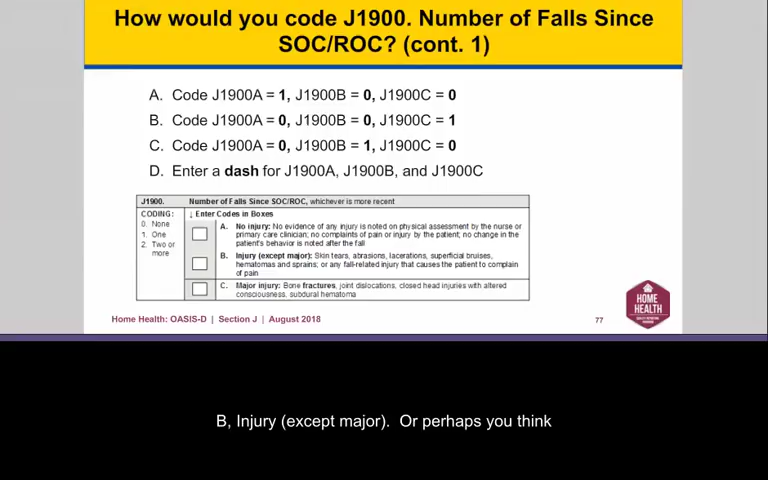 How would you code J1900. Number of Falls Since
SOC/ROC? (cont. 1)
A. Code J1900A = 1, J1900B = 0, J1900C = 0
B. Code J1900A = 0, J1900B = 0, J1900C = 1
C. Code J1900A = 0, J1900B = 1, J1900C = 0
D. Enter a dash for J1900A, J1900B, and J1900C
J1900. Number of Falls Since SOC/ROC, whichever is more recent
CODING:
0. None
1. One
2. Two or
more
↓ Enter Codes in Boxes
A. No injury: No evidence of any injury is noted on physical assessment by the nurse or
primary care clinician; no complaints of pain or injury by the patient; no change in the
patient's behavior is noted after the fall
B. Injury (except major): Skin tears, abrasions, lacerations, superficial bruises,
hematomas and sprains; or any fall-related injury that causes the patient to complain
of pain
C. Major injury: Bone fractures, joint dislocations, closed head injuries with altered
consciousness, subdural hematoma
Home Health: OASIS-D | Section J | August 2018
77
HOME
HEALTH
B, Injury (except major). Or perhaps you think